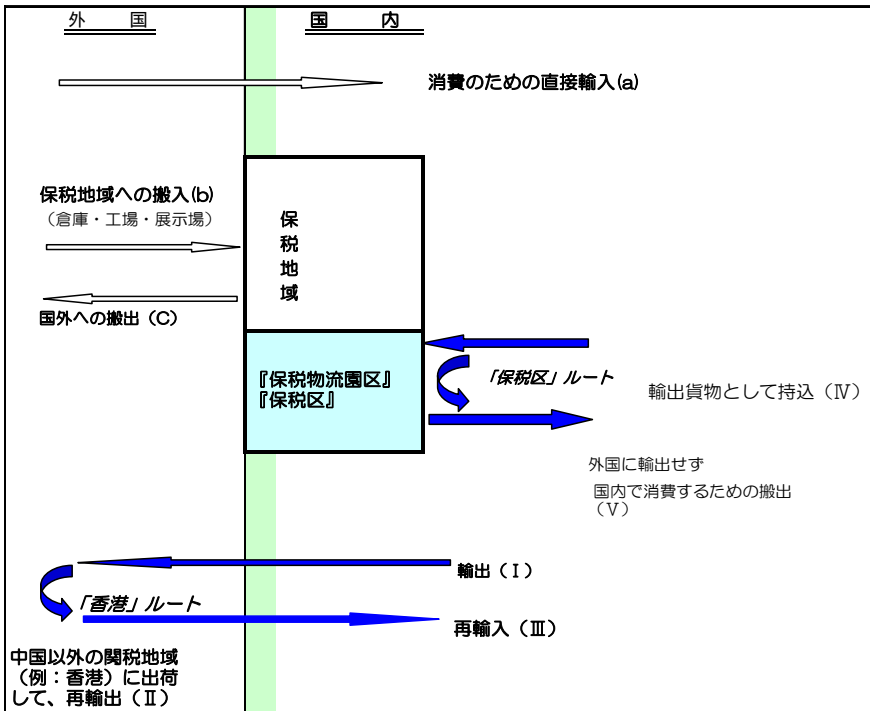 外　国
国　内
消費のための直接輸入(a)
保税地域への搬入(b)
（倉庫・工場・展示場）
保
税
地
域
国外への搬出（C）
『保税物流園区』
『保税区』
「保税区」ルート
輸出貨物として持込（Ⅳ）
外国に輸出せず
国内で消費するための搬出
（Ⅴ）
輸出（Ⅰ）
「香港」ルート
再輸入（Ⅲ）
中国以外の関税地域
（例：香港）に出荷
して、再輸出（Ⅱ）